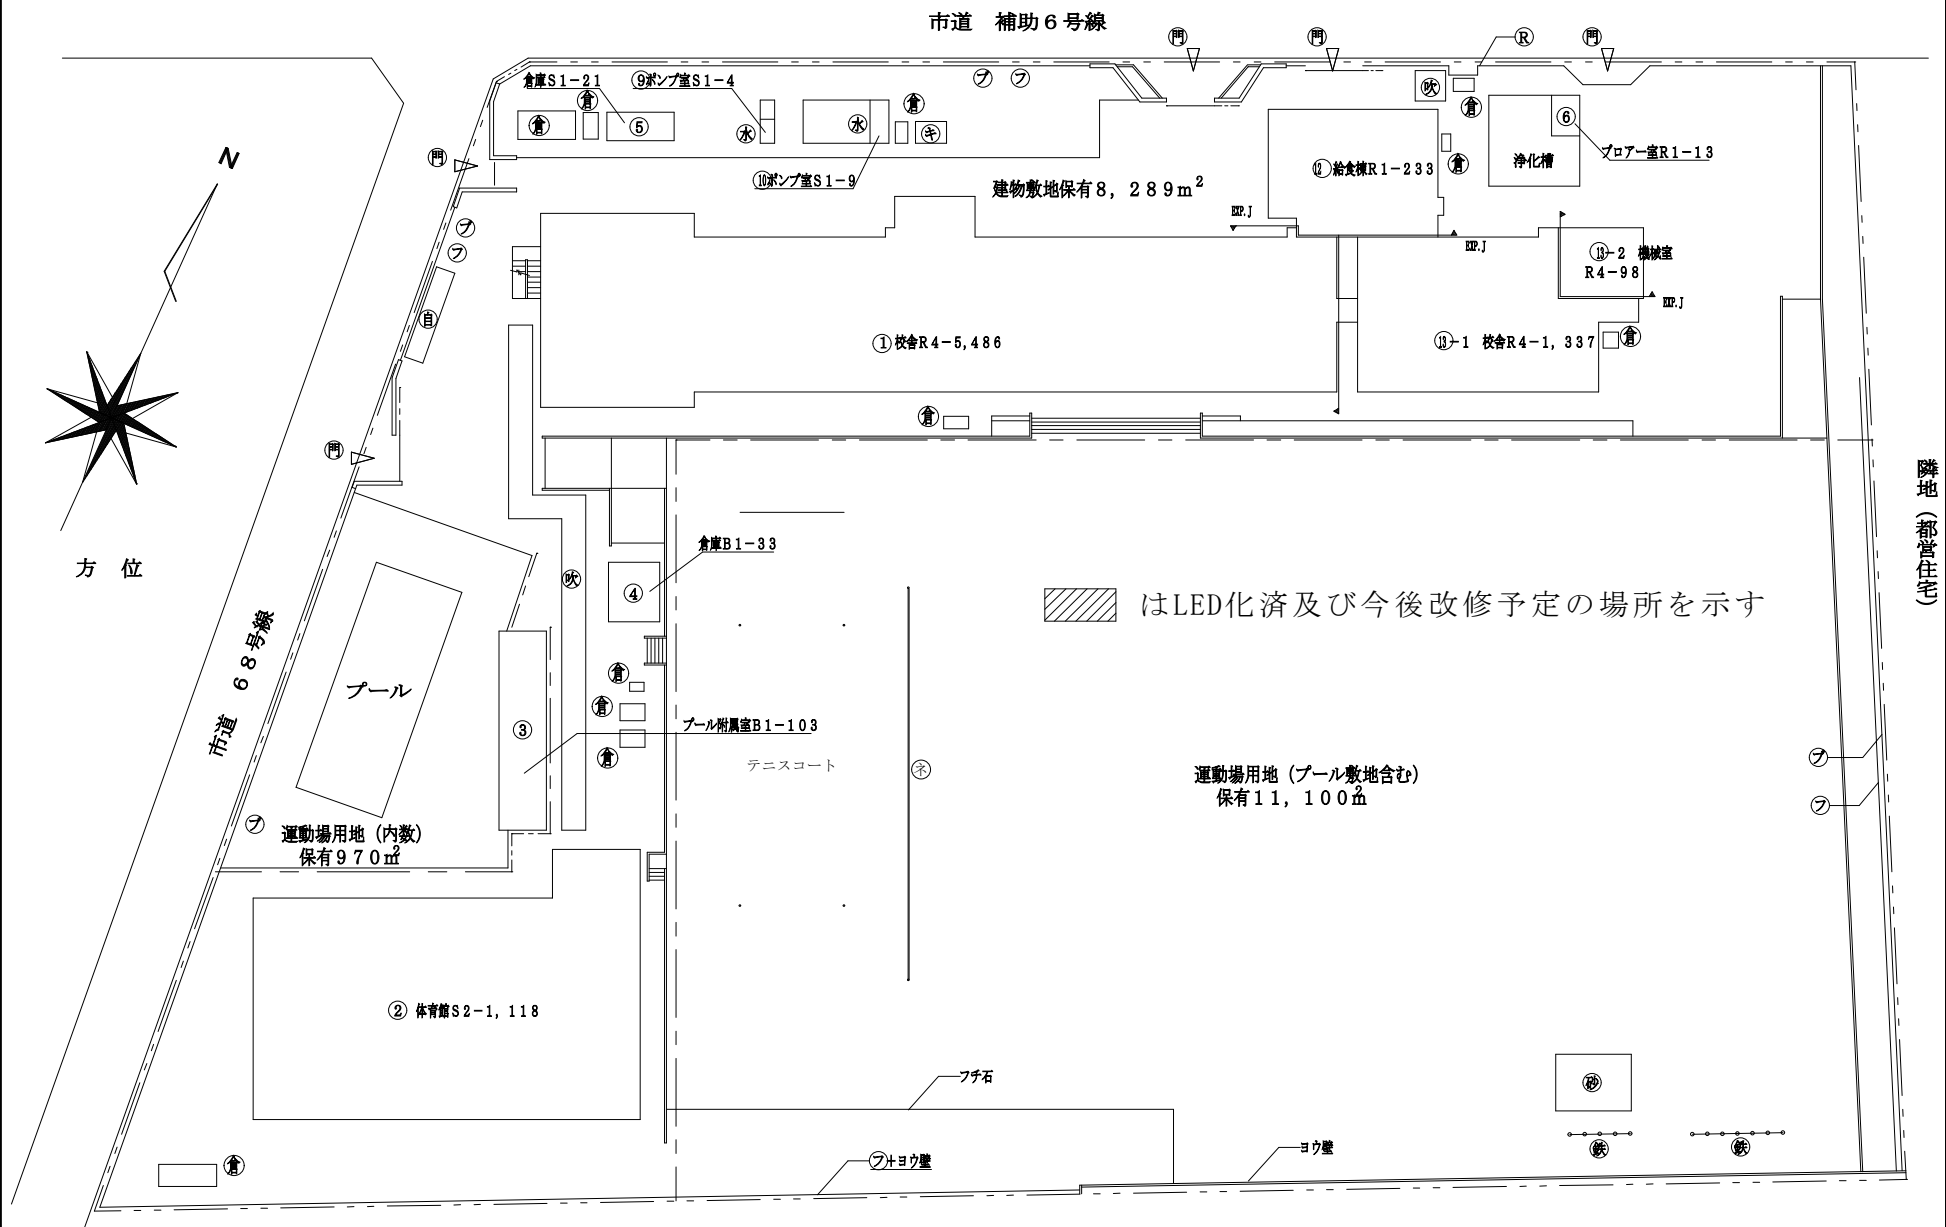 市道　補助６号線
門
門
Ⓡ
門
倉庫Ｓ１−２１
⑨ポンプ室Ｓ１−４
プ
フ
倉
倉
⑤
水
水
倉
キ
吹
倉
⑥
ブロアー室Ｒ１−１３
浄化槽
門
⑩ポンプ室Ｓ１−９
建物敷地保有８，２８９ｍ²
⑫ 給食棟Ｒ１−２３３
倉
N
プ
フ
EXP.J
EXP.J
⑬−２　機械室
Ｒ４−９８
EXP.J
自
① 校舎Ｒ４−５,４８６
⑬−１　校舎Ｒ４−１，３３７
倉
倉
門
方　位
隣地（都営住宅）
倉庫Ｂ１−３３
吹
④
はLED化済及び今後改修予定の場所を示す
市道　６８号線
プール
倉
倉
③
プール附属室Ｂ１−１０３
倉
テニスコート
ネ
運動場用地（プール敷地含む）
保有１１，１００㎡
プ
フ
プ
運動場用地（内数）
保有９７０㎡
② 体育館Ｓ２−１，１１８
フチ石
砂
鉄
鉄
倉
㋫+ヨウ壁
ヨウ壁